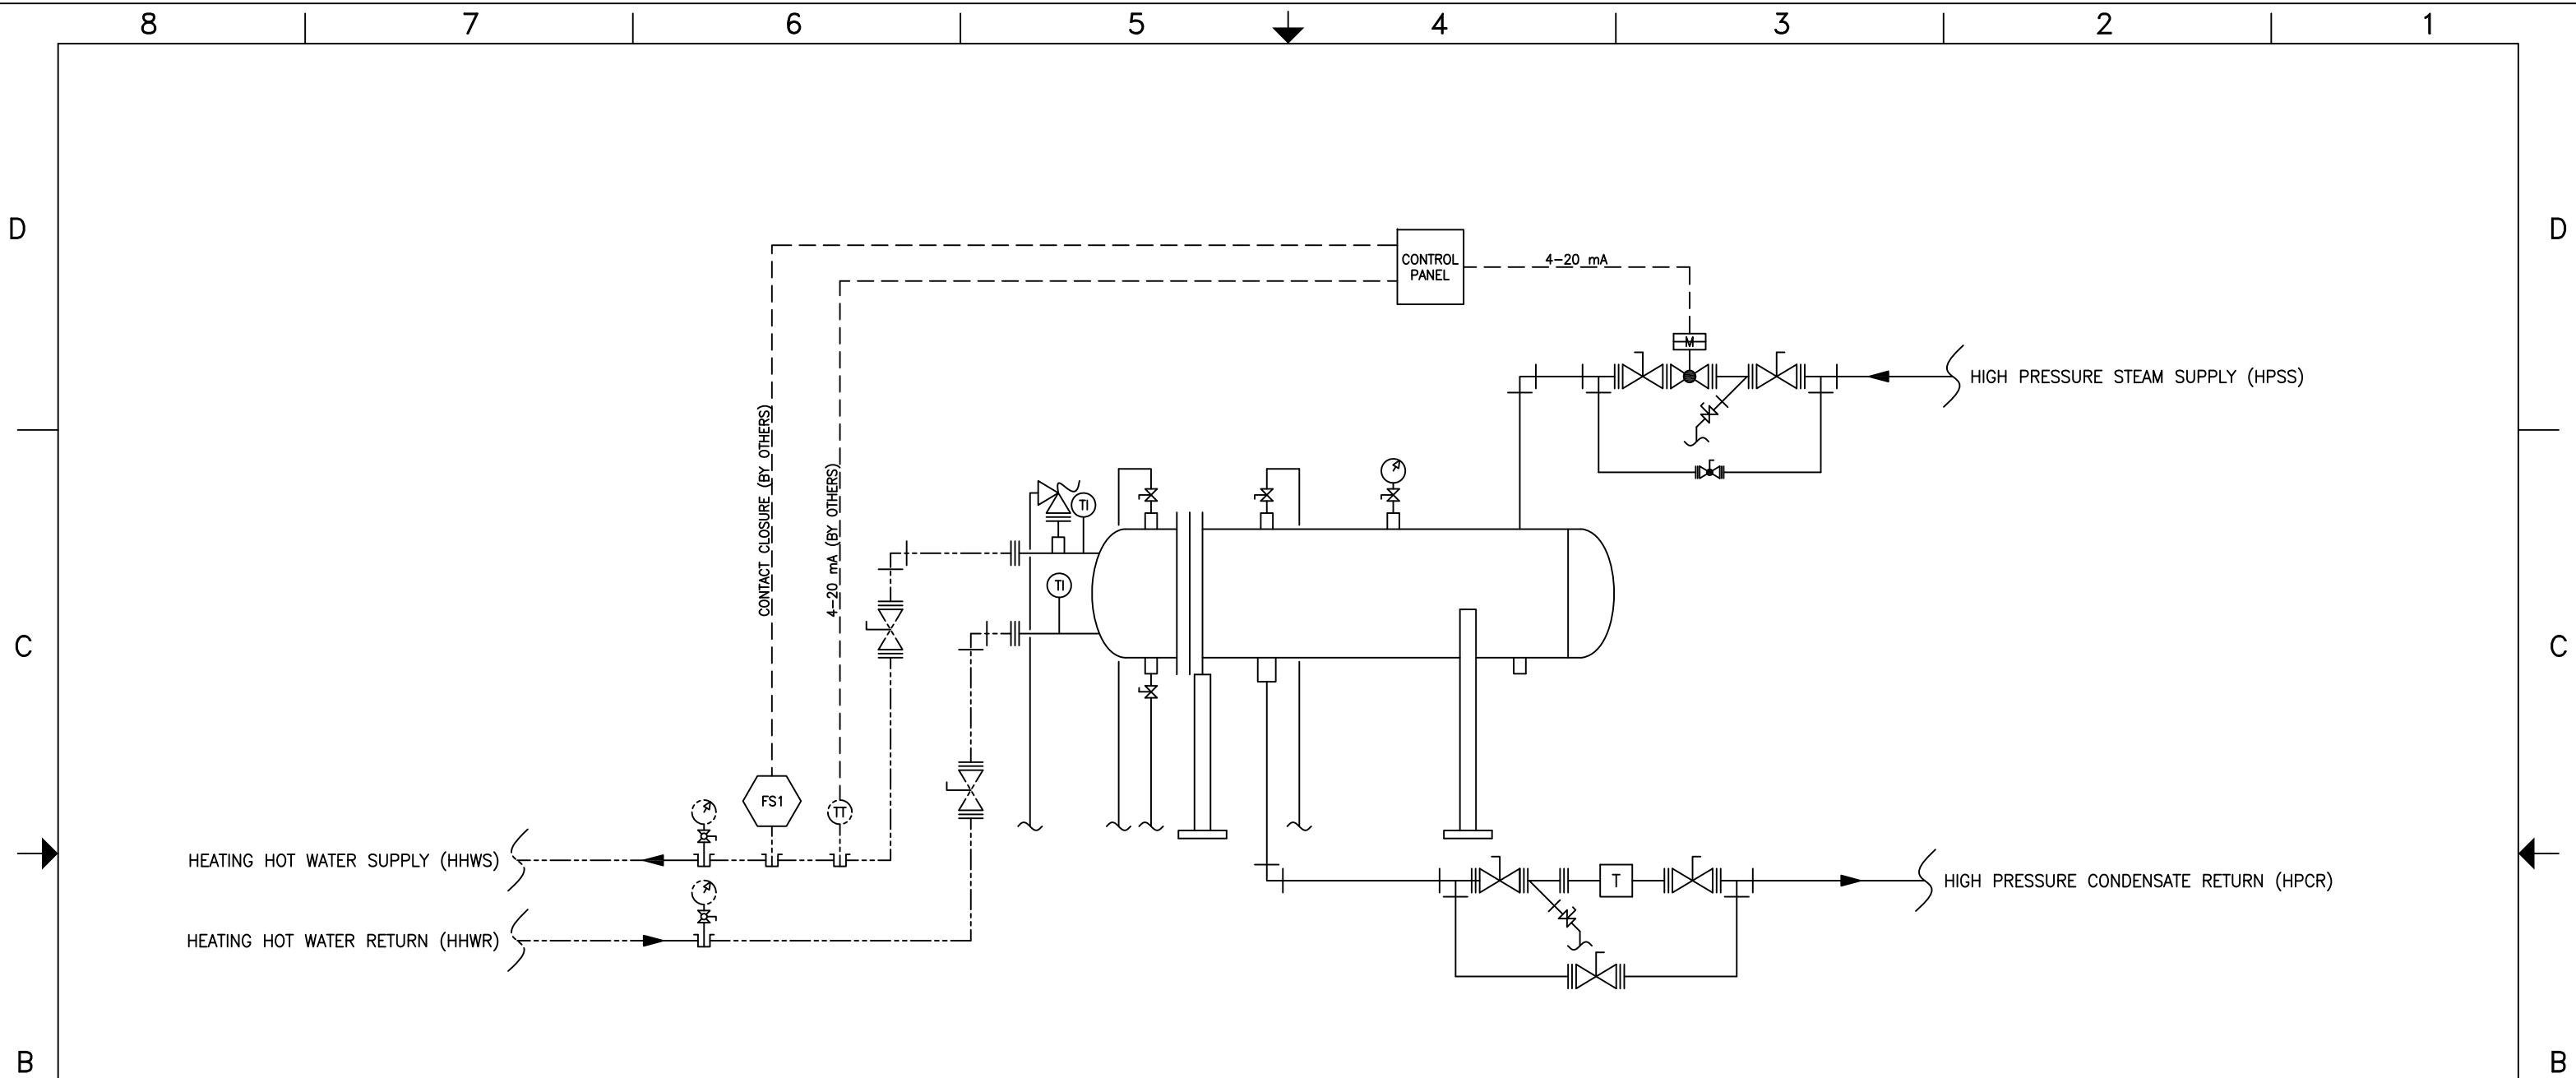 8 7 6 5 4 3 2 1
D
D
CONTROL
PANEL
4-20 mA
M
HIGH PRESSURE STEAM SUPPLY (HPSS)
CONTACT CLOSURE (BY OTHERS)
4-20 mA (BY OTHERS)
TI
TI
C
C
FS1
TT
HEATING HOT WATER SUPPLY (HHWS)
T
HIGH PRESSURE CONDENSATE RETURN (HPCR)
HEATING HOT WATER RETURN (HHWR)
B
B